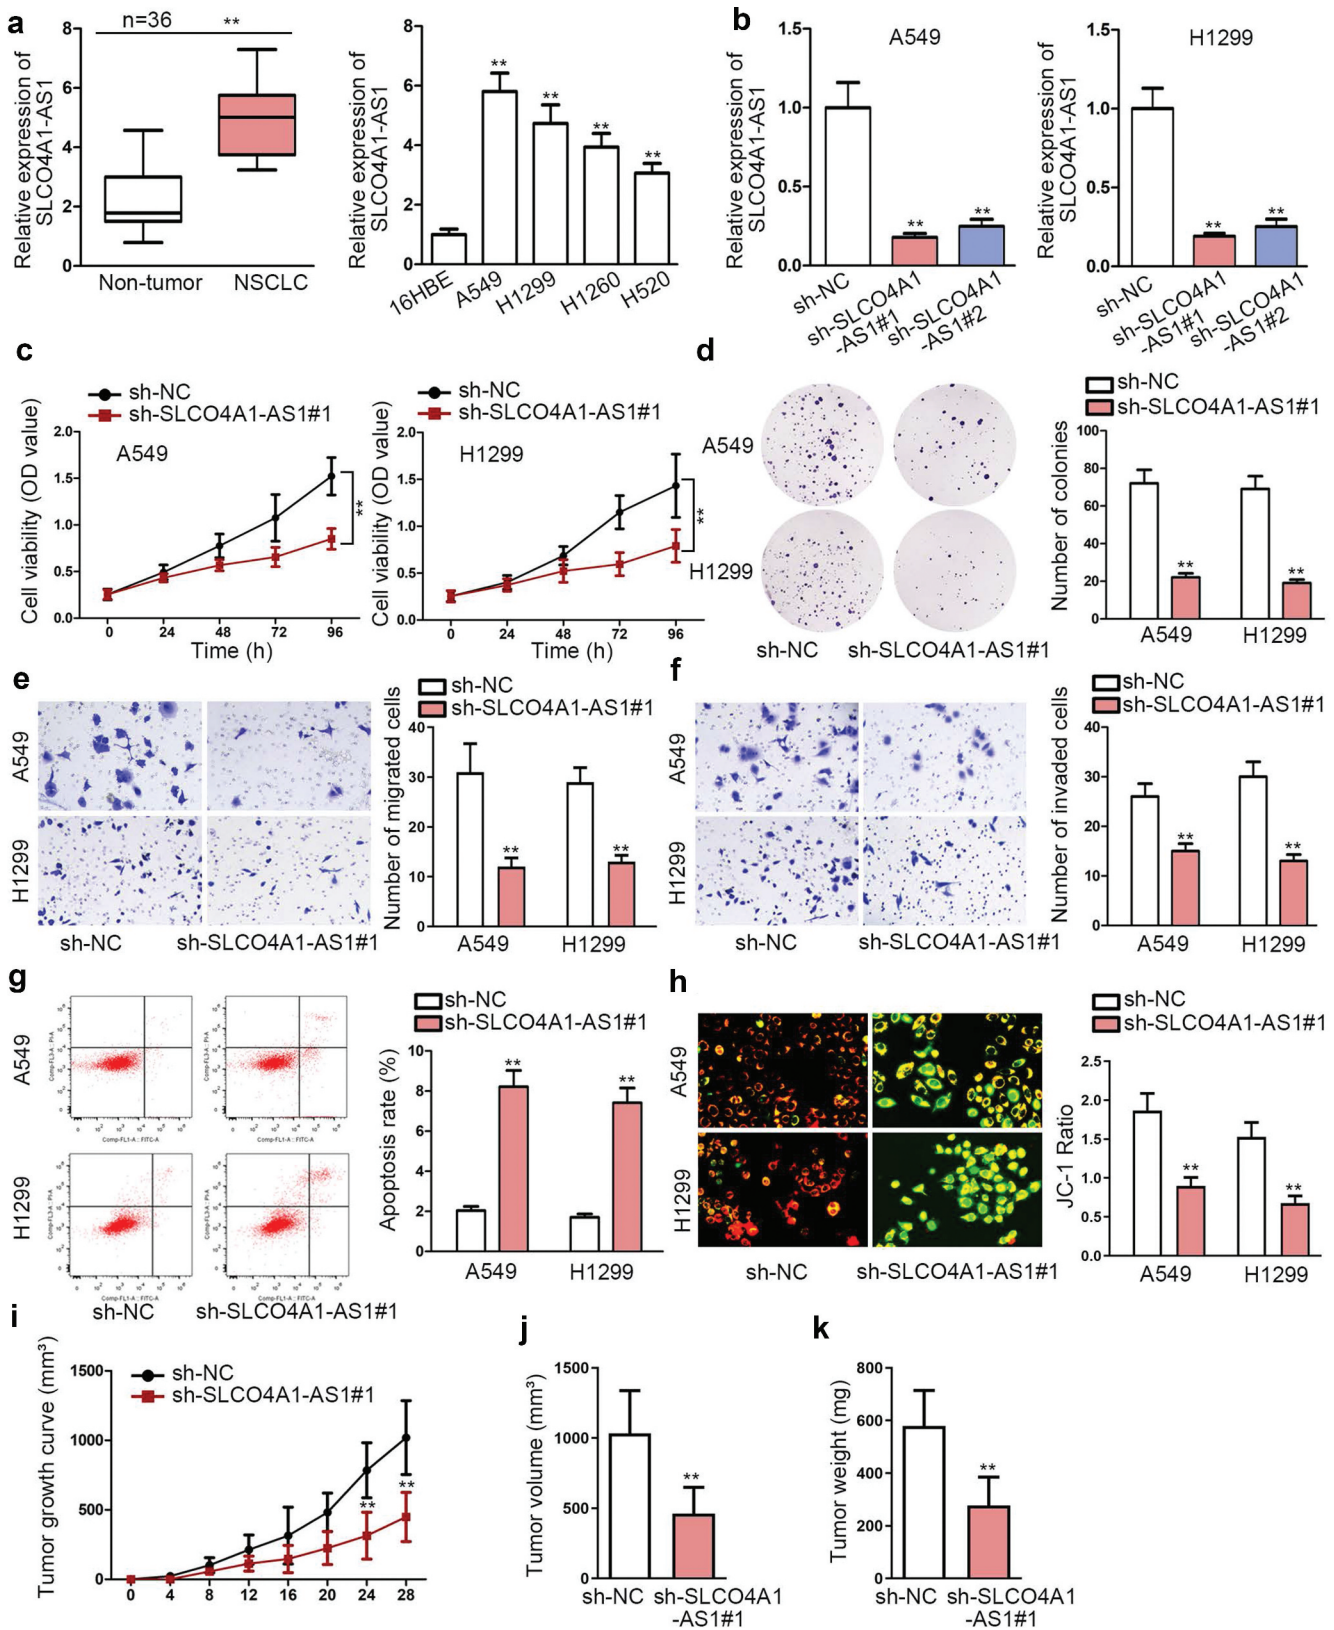 a
n=36
**
Relative expression of
SLCO4A1-AS1
8
6
4
2
0
Non-tumor
NSCLC
Relative expression of
SLCO4A1-AS1
8
6
4
2
0
**
**
**
**
16HBE
A549
H1299
H1260
H520
b
A549
Relative expression of
SLCO4A1-AS1
1.5
1.0
0.5
0.0
**
**
sh-NC
sh-SLCO4A1
-AS1#1
sh-SLCO4A1
-AS1#2
H1299
Relative expression of
SLCO4A1-AS1
1.5
1.0
0.5
0.0
**
**
sh-NC
sh-SLCO4A1
-AS1#1
sh-SLCO4A1
-AS1#2
c
sh-NC
sh-SLCO4A1-AS1#1
A549
Cell viability (OD value)
2.0
1.5
1.0
0.5
0.0
**
0 24 48 72 96
Time (h)
sh-NC
sh-SLCO4A1-AS1#1
H1299
Cell viability (OD value)
2.0
1.5
1.0
0.5
0.0
**
0 24 48 72 96
Time (h)
d
A549
H1299
sh-NC
sh-SLCO4A1-AS1#1
sh-NC
sh-SLCO4A1-AS1#1
Number of colonies
100
80
60
40
20
0
**
**
A549
H1299
e
A549
H1299
sh-NC
sh-SLCO4A1-AS1#1
sh-NC
sh-SLCO4A1-AS1#1
Number of migrated cells
40
30
20
10
0
**
**
A549
H1299
f
A549
H1299
sh-NC
sh-SLCO4A1-AS1#1
sh-NC
sh-SLCO4A1-AS1#1
Number of invaded cells
40
30
20
10
0
**
**
A549
H1299
g
A549
H1299
Comp-FL1-A :: FITC-A
Comp-FL1-A :: FITC-A
Comp-FL1-A :: FITC-A
Comp-FL1-A :: FITC-A
sh-NC
sh-SLCO4A1-AS1#1
sh-NC
sh-SLCO4A1-AS1#1
Apoptosis rate (%)
10
8
6
4
2
0
**
**
A549
H1299
h
A549
H1299
sh-NC
sh-SLCO4A1-AS1#1
sh-NC
sh-SLCO4A1-AS1#1
JC-1 Ratio
2.5
2.0
1.5
1.0
0.5
0.0
**
**
A549
H1299
i
sh-NC
sh-SLCO4A1-AS1#1
Tumor growth curve (mm³)
1500
1000
500
0
**
**
0 4 8 12 16 20 24 28
j
Tumor volume (mm³)
1500
1000
500
0
**
sh-NC
sh-SLCO4A1
-AS1#1
k
Tumor weight (mg)
800
600
400
200
0
**
sh-NC
sh-SLCO4A1
-AS1#1